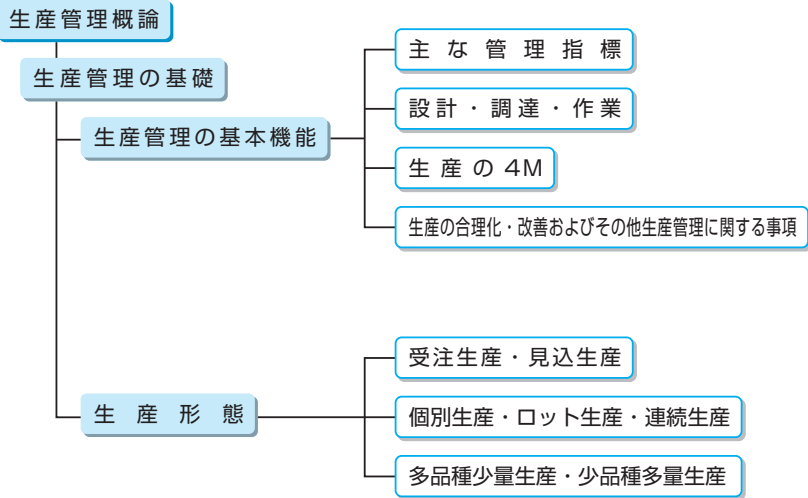 生産管理概論
生産管理の基礎
生産管理の基本機能
主な管理指標
設計・調達・作業
生産の4M
生産の合理化・改善およびその他生産管理に関する事項
生産形態
受注生産・見込生産
個別生産・ロット生産・連続生産
多品種少量生産・少品種多量生産